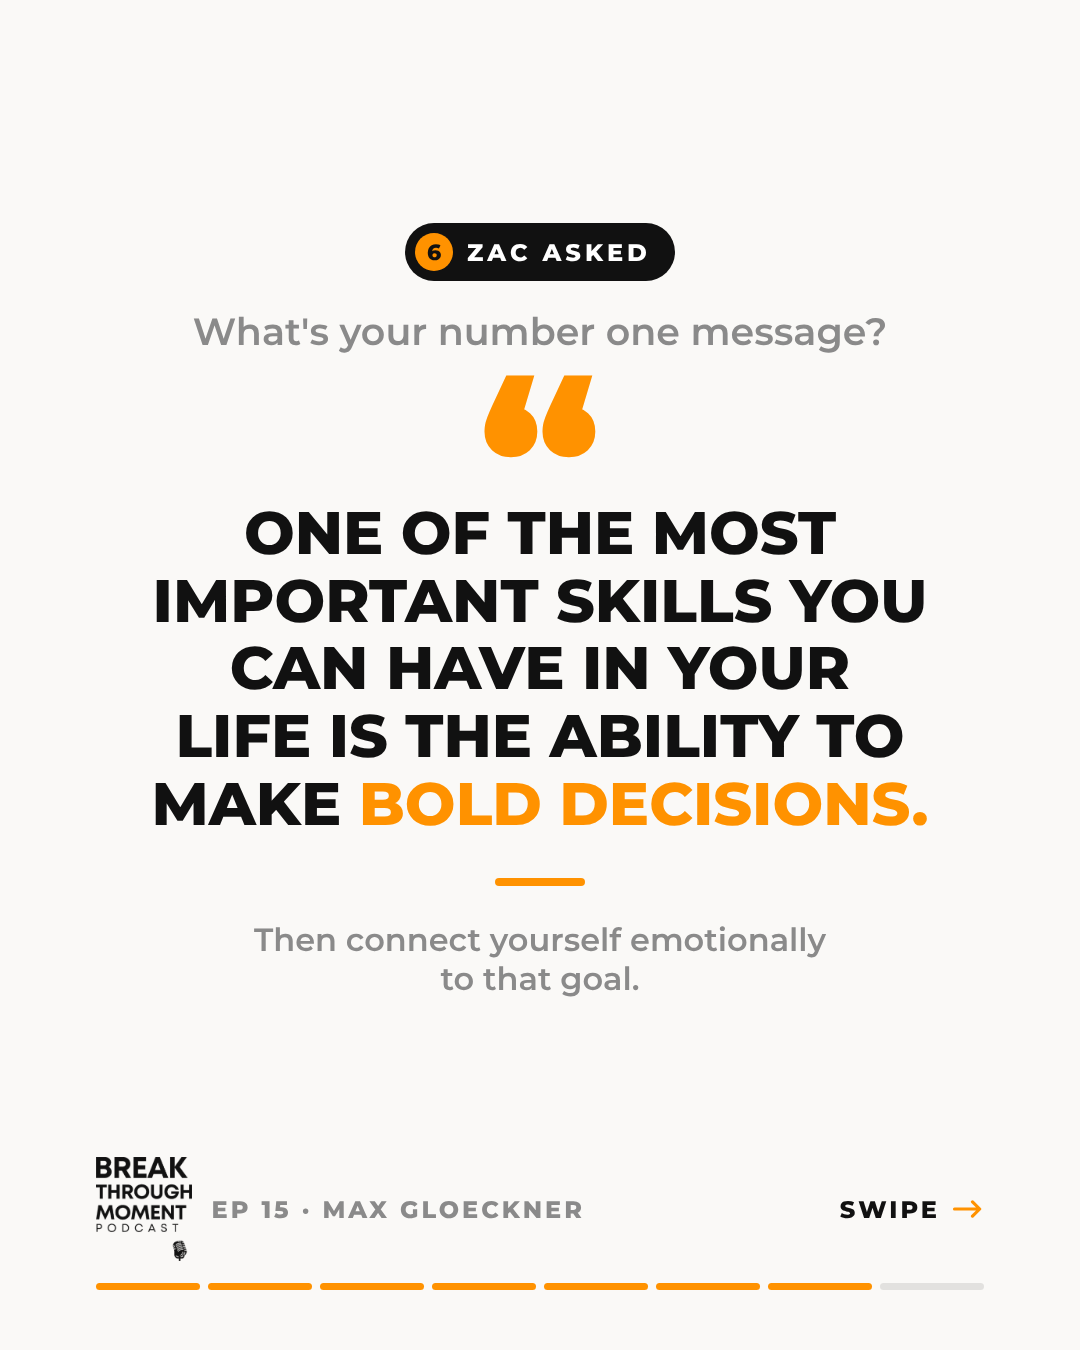 6 ZAC ASKED
What's your number one message?
“
ONE OF THE MOST
IMPORTANT SKILLS YOU
CAN HAVE IN YOUR
LIFE IS THE ABILITY TO
MAKE BOLD DECISIONS.
Then connect yourself emotionally
to that goal.
BREAK
THROUGH
MOMENT
PODCAST
EP 15 · MAX GLOECKNER
SWIPE →